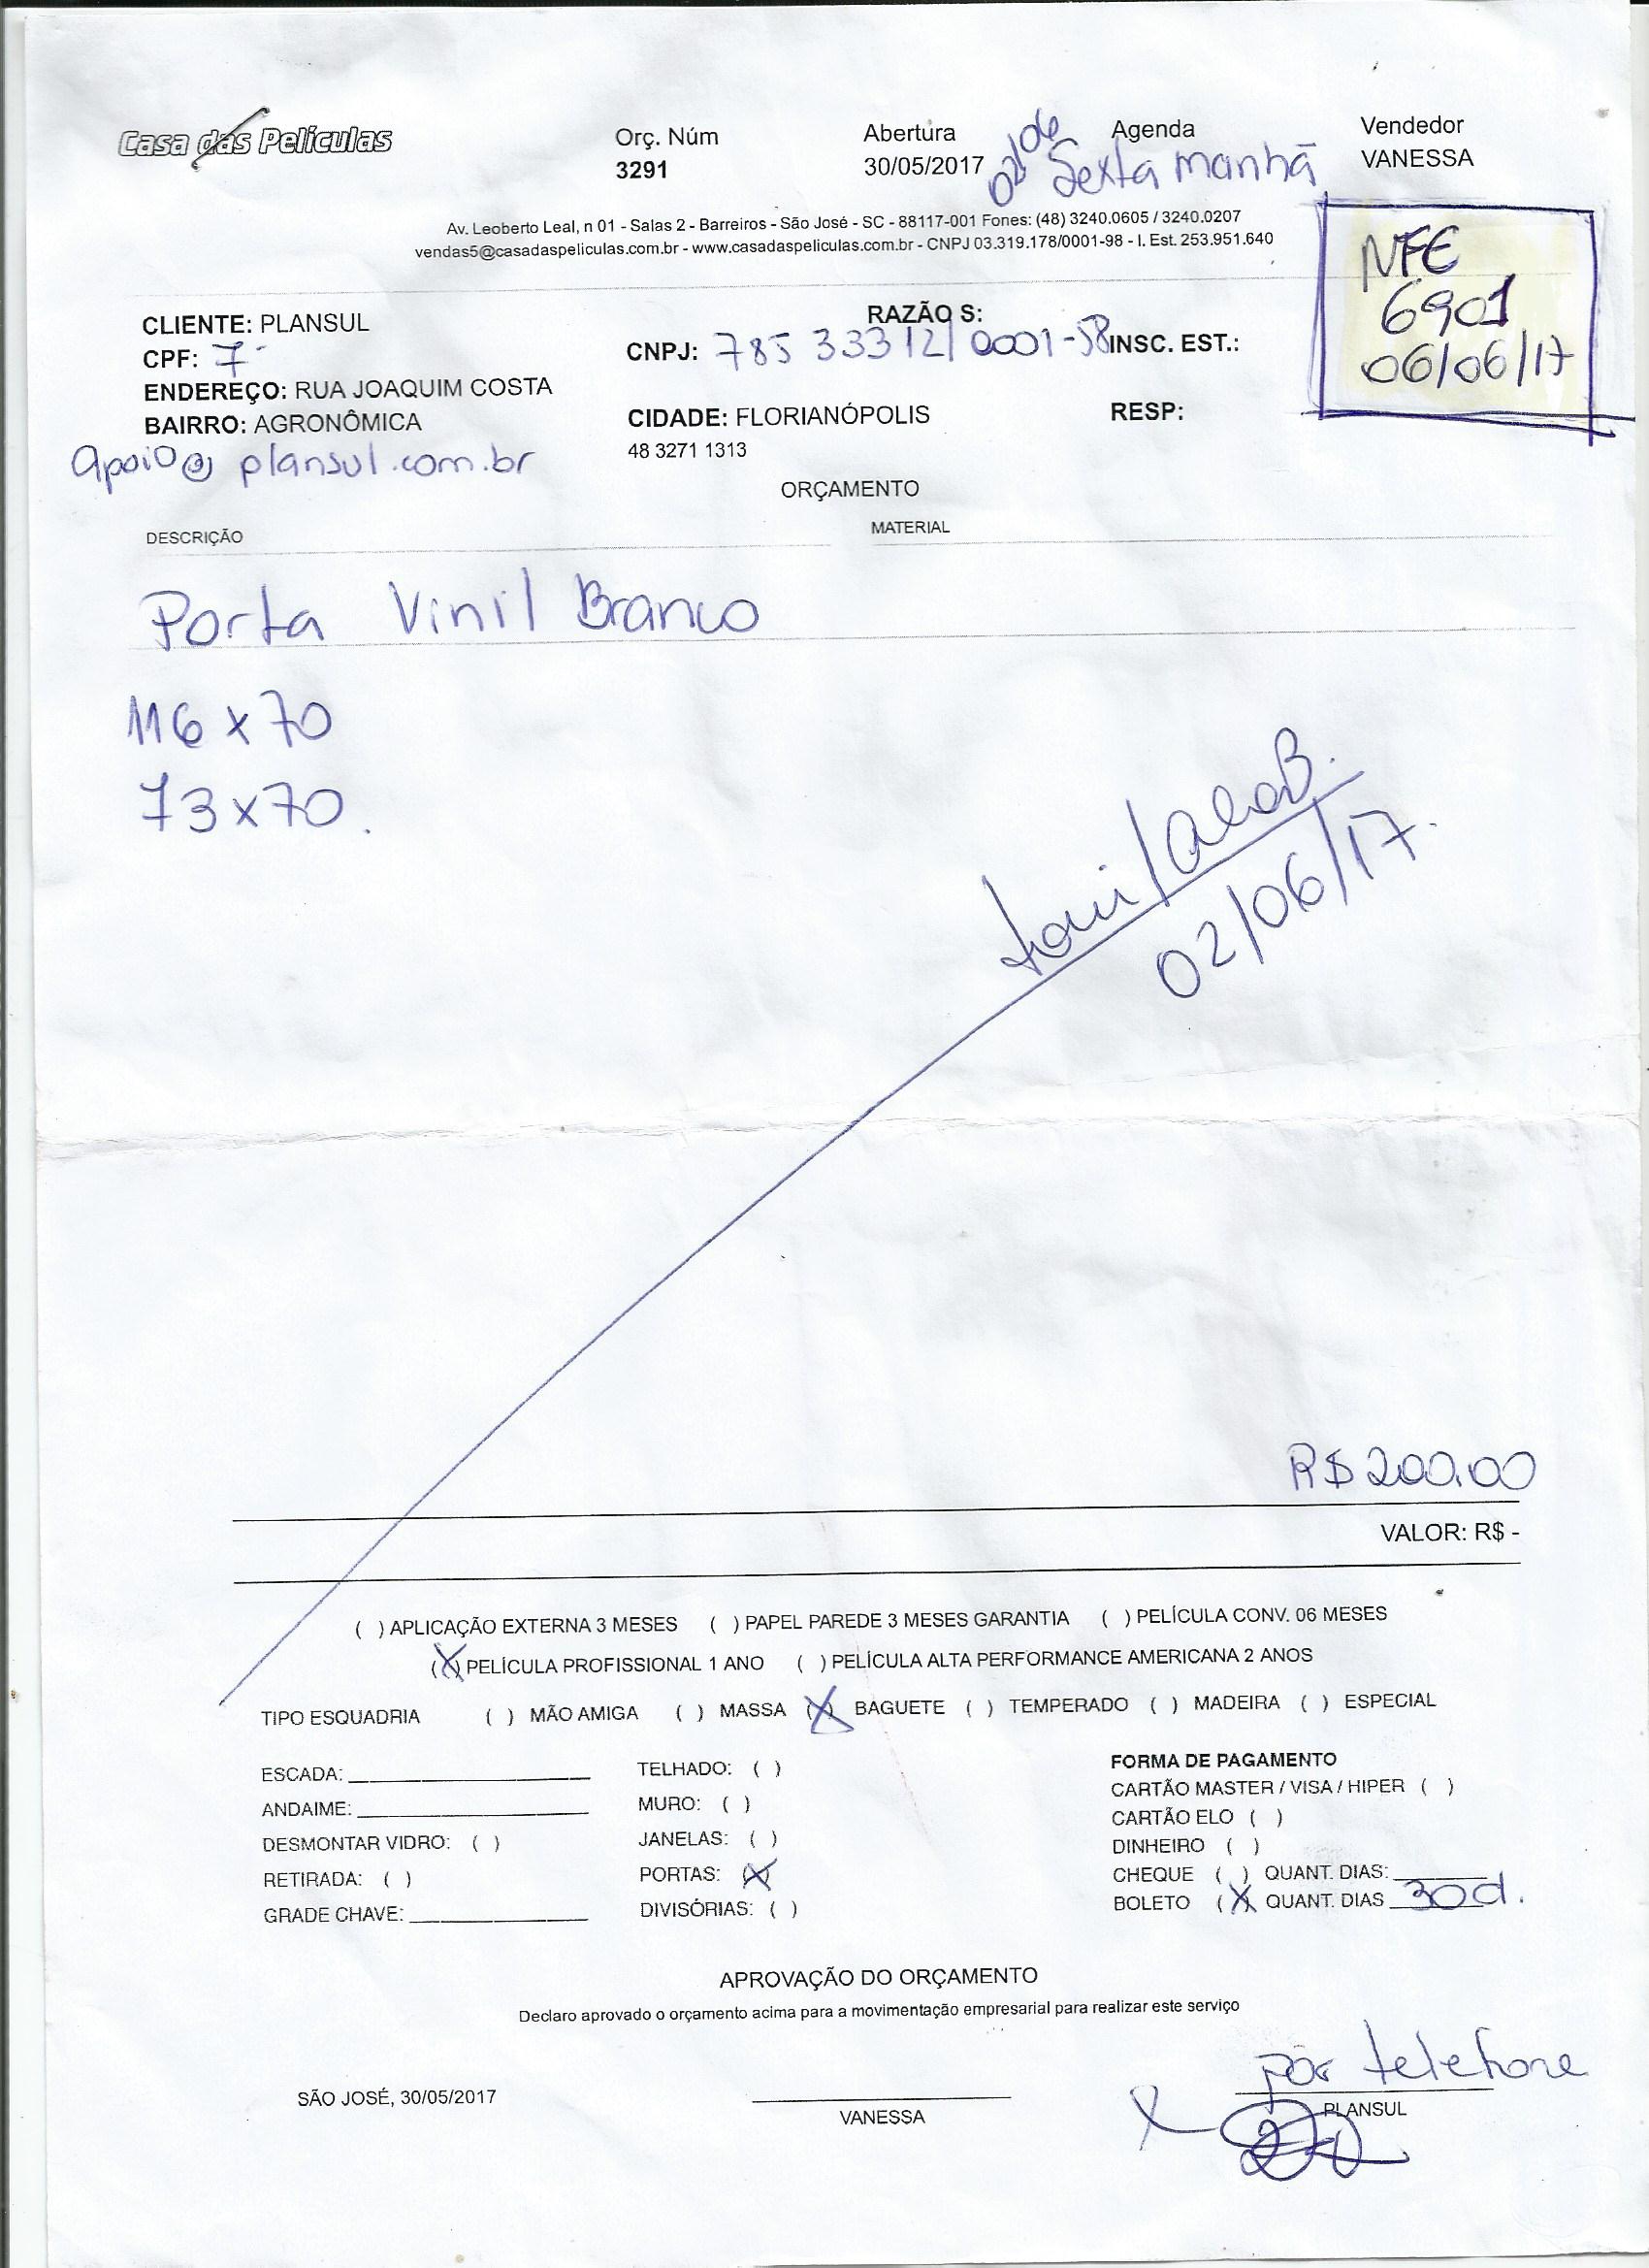 Casa das Películas
Orç. Núm
3291
Abertura
30/05/2017
02/06
Agenda
Sexta manhã
Vendedor
VANESSA
Av. Leoberto Leal, n 01 - Salas 2 - Barreiros - São José - SC - 88117-001 Fones: (48) 3240.0605 / 3240.0207
vendas5@casadaspeliculas.com.br - www.casadaspeliculas.com.br - CNPJ 03.319.178/0001-98 - I. Est. 253.951.640
NFE
6901
06/06/17
CLIENTE: PLANSUL
RAZÃO S:
CPF: 7
CNPJ: 785 333 12/0001-58 INSC. EST.:
ENDEREÇO: RUA JOAQUIM COSTA
BAIRRO: AGRONÔMICA
CIDADE: FLORIANÓPOLIS
RESP:
apoio@plansul.com.br
48 3271 1313
ORÇAMENTO
DESCRIÇÃO
MATERIAL
Porta Vinil Branco
116 x 70
73 x 70.
02/06/17.
R$ 200,00
VALOR: R$ -
( ) APLICAÇÃO EXTERNA 3 MESES ( ) PAPEL PAREDE 3 MESES GARANTIA ( ) PELÍCULA CONV. 06 MESES
(X) PELÍCULA PROFISSIONAL 1 ANO ( ) PELÍCULA ALTA PERFORMANCE AMERICANA 2 ANOS
TIPO ESQUADRIA ( ) MÃO AMIGA ( ) MASSA (X) BAGUETE ( ) TEMPERADO ( ) MADEIRA ( ) ESPECIAL
ESCADA:
ANDAIME:
DESMONTAR VIDRO: ( )
RETIRADA: ( )
GRADE CHAVE:
TELHADO: ( )
MURO: ( )
JANELAS: ( )
PORTAS: (X)
DIVISÓRIAS: ( )
FORMA DE PAGAMENTO
CARTÃO MASTER / VISA / HIPER ( )
CARTÃO ELO ( )
DINHEIRO ( )
CHEQUE ( ) QUANT. DIAS:
BOLETO (X QUANT. DIAS 30d.
APROVAÇÃO DO ORÇAMENTO
Declaro aprovado o orçamento acima para a movimentação empresarial para realizar este serviço
por telefone
SÃO JOSÉ, 30/05/2017
VANESSA
PLANSUL